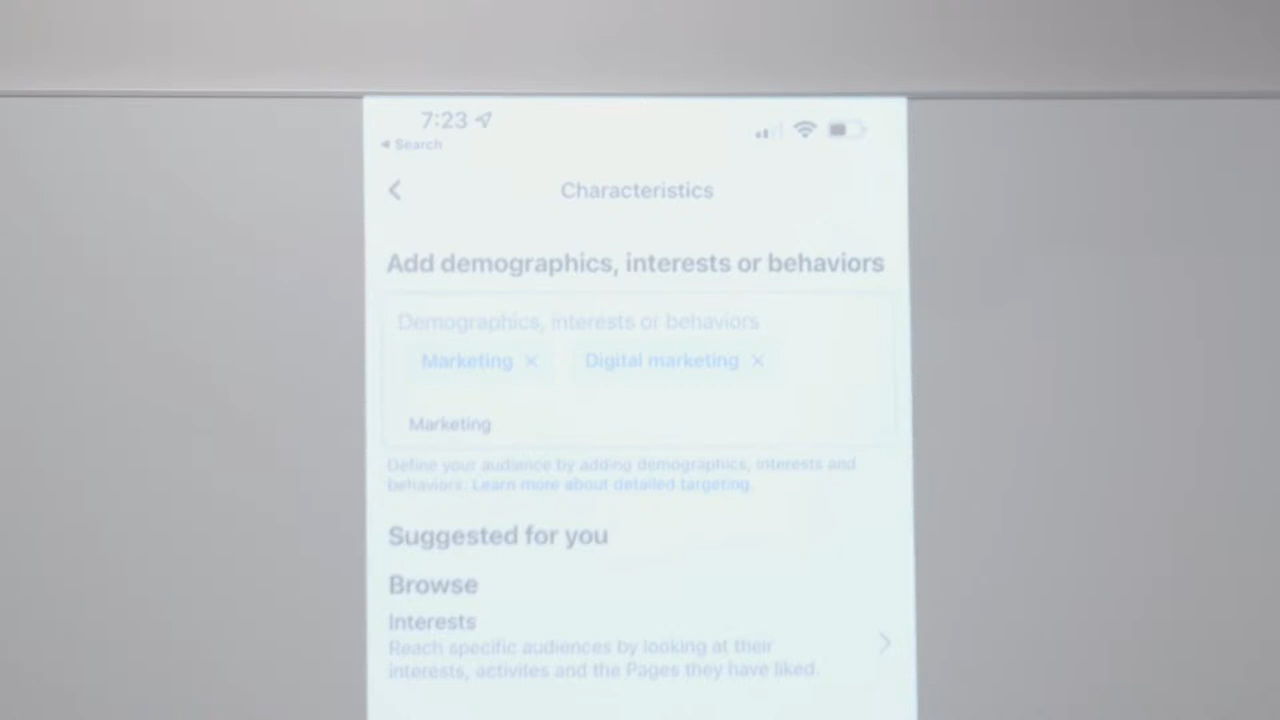 7:23
Search
Characteristics
Add demographics, interests or behaviors
Demographics, interests or behaviors
Marketing × Digital marketing ×
Marketing
Define your audience by adding demographics, interests and
behaviors. Learn more about detailed targeting.
Suggested for you
Browse
Interests
Reach specific audiences by looking at their
interests, activites and the Pages they have liked.